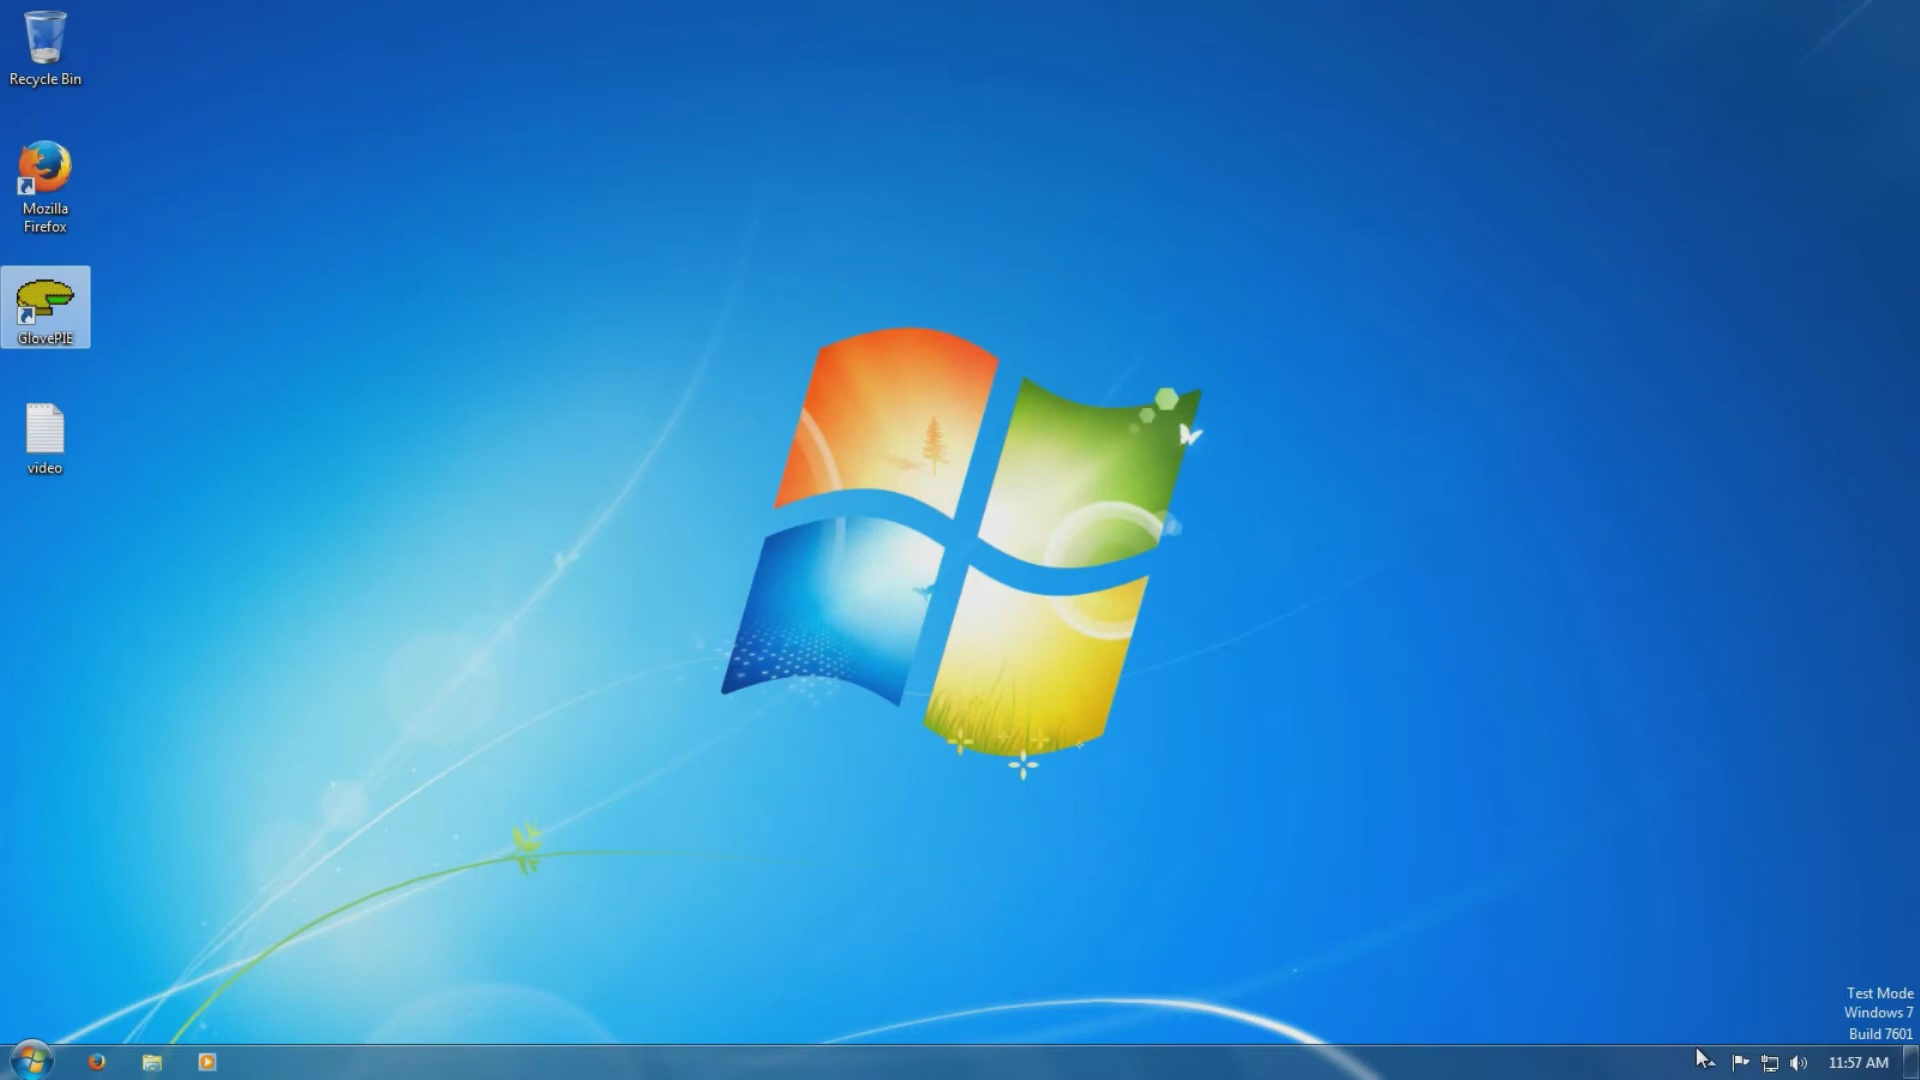 Recycle Bin
Mozilla
Firefox
GlovePIE
video
Test Mode
Windows 7
Build 7601
11:57 AM